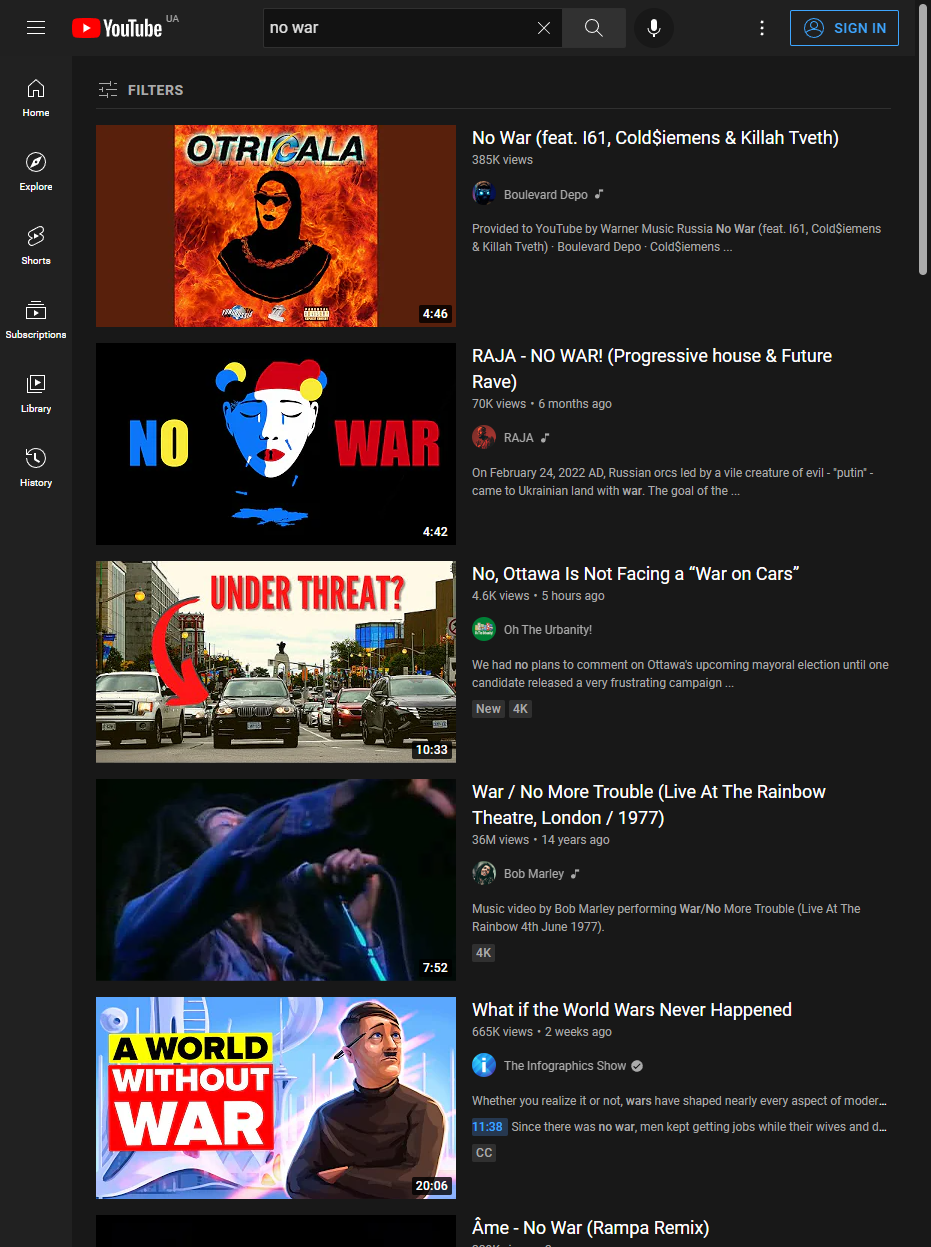 YouTube UA
no war
SIGN IN
Home
Explore
Shorts
Subscriptions
Library
History
FILTERS
OTRICALA
4:46
No War (feat. I61, Cold$iemens & Killah Tveth)
385K views
Boulevard Depo
Provided to YouTube by Warner Music Russia No War (feat. I61, Cold$iemens
& Killah Tveth) · Boulevard Depo · Cold$iemens ...
NO WAR
4:42
RAJA - NO WAR! (Progressive house & Future
Rave)
70K views • 6 months ago
RAJA
On February 24, 2022 AD, Russian orcs led by a vile creature of evil - "putin" -
came to Ukrainian land with war. The goal of the ...
UNDER THREAT?
10:33
No, Ottawa Is Not Facing a “War on Cars”
4.6K views • 5 hours ago
Oh The Urbanity!
We had no plans to comment on Ottawa's upcoming mayoral election until one
candidate released a very frustrating campaign ...
New 4K
7:52
War / No More Trouble (Live At The Rainbow
Theatre, London / 1977)
36M views • 14 years ago
Bob Marley
Music video by Bob Marley performing War/No More Trouble (Live At The
Rainbow 4th June 1977).
4K
A WORLD
WITHOUT
WAR
20:06
What if the World Wars Never Happened
665K views • 2 weeks ago
The Infographics Show
Whether you realize it or not, wars have shaped nearly every aspect of moder...
11:38 Since there was no war, men kept getting jobs while their wives and d...
CC
Âme - No War (Rampa Remix)